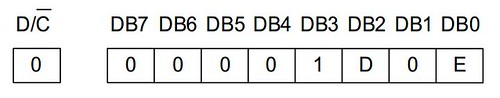 D/C̅ DB7 DB6 DB5 DB4 DB3 DB2 DB1 DB0
0 0 0 0 0 1 D 0 E